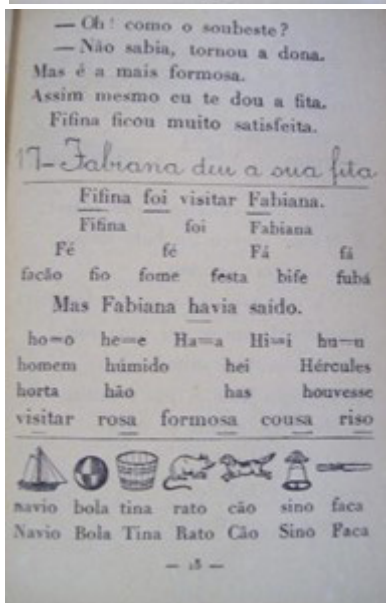 — Oh! como o soubeste?
— Não sabia, tornou a dona.
Mas é a mais formosa.
Assim mesmo eu te dou a fita.
Fifina ficou muito satisfeita.
17- Fabiana deu a sua fita
Fifina foi visitar Fabiana.
Fifina foi Fabiana
Fé fé Fá fá
facão fio fome festa bife fubá
Mas Fabiana havia saído.
ho=o he=e Ha=a Hi=i hu=u
homem húmido hei Hércules
horta hão has houvesse
visitar rosa formosa cousa riso
navio bola tina rato cão sino faca
Navio Bola Tina Rato Cão Sino Faca